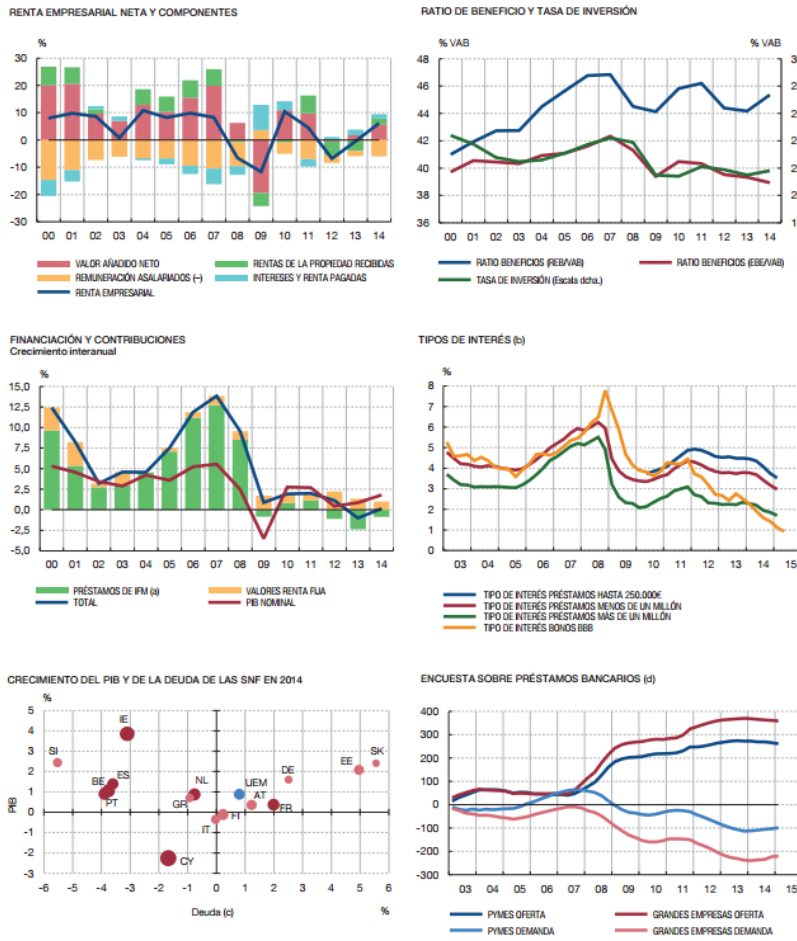 RENTA EMPRESARIAL NETA Y COMPONENTES
%
30
20
10
0
-10
-20
-30
00 01 02 03 04 05 06 07 08 09 10 11 12 13 14
VALOR AÑADIDO NETO
RENTAS DE LA PROPIEDAD RECIBIDAS
REMUNERACIÓN ASALARIADOS (–)
INTERESES Y RENTA PAGADAS
RENTA EMPRESARIAL
RATIO DE BENEFICIO Y TASA DE INVERSIÓN
% VAB
% VAB
48
46
44
42
40
38
36
3
2
2
2
2
2
1
00 01 02 03 04 05 06 07 08 09 10 11 12 13 14
RATIO BENEFICIOS (REB/VAB)
RATIO BENEFICIOS (EBE/VAB)
TASA DE INVERSIÓN (Escala dcha.)
FINANCIACIÓN Y CONTRIBUCIONES
Crecimiento interanual
%
15,0
12,5
10,0
7,5
5,0
2,5
0,0
-2,5
-5,0
00 01 02 03 04 05 06 07 08 09 10 11 12 13 14
PRÉSTAMOS DE IFM (a)
VALORES RENTA FIJA
TOTAL
PIB NOMINAL
TIPOS DE INTERÉS (b)
%
8
7
6
5
4
3
2
1
0
03 04 05 06 07 08 09 10 11 12 13 14 15
TIPO DE INTERÉS PRÉSTAMOS HASTA 250.000€
TIPO DE INTERÉS PRÉSTAMOS MENOS DE UN MILLÓN
TIPO DE INTERÉS PRÉSTAMOS MÁS DE UN MILLÓN
TIPO DE INTERÉS BONOS BBB
CRECIMIENTO DEL PIB Y DE LA DEUDA DE LAS SNF EN 2014
%
5
4
3
2
1
0
-1
-2
-3
PIB
IE
SI
SK
EE
DE
ES
BE
NL
UEM
PT
GR
AT
FR
FI
IT
CY
-6 -5 -4 -3 -2 -1 0 1 2 3 4 5 6
Deuda (c)
%
ENCUESTA SOBRE PRÉSTAMOS BANCARIOS (d)
400
300
200
100
0
-100
-200
-300
03 04 05 06 07 08 09 10 11 12 13 14 15
PYMES OFERTA
GRANDES EMPRESAS OFERTA
PYMES DEMANDA
GRANDES EMPRESAS DEMANDA